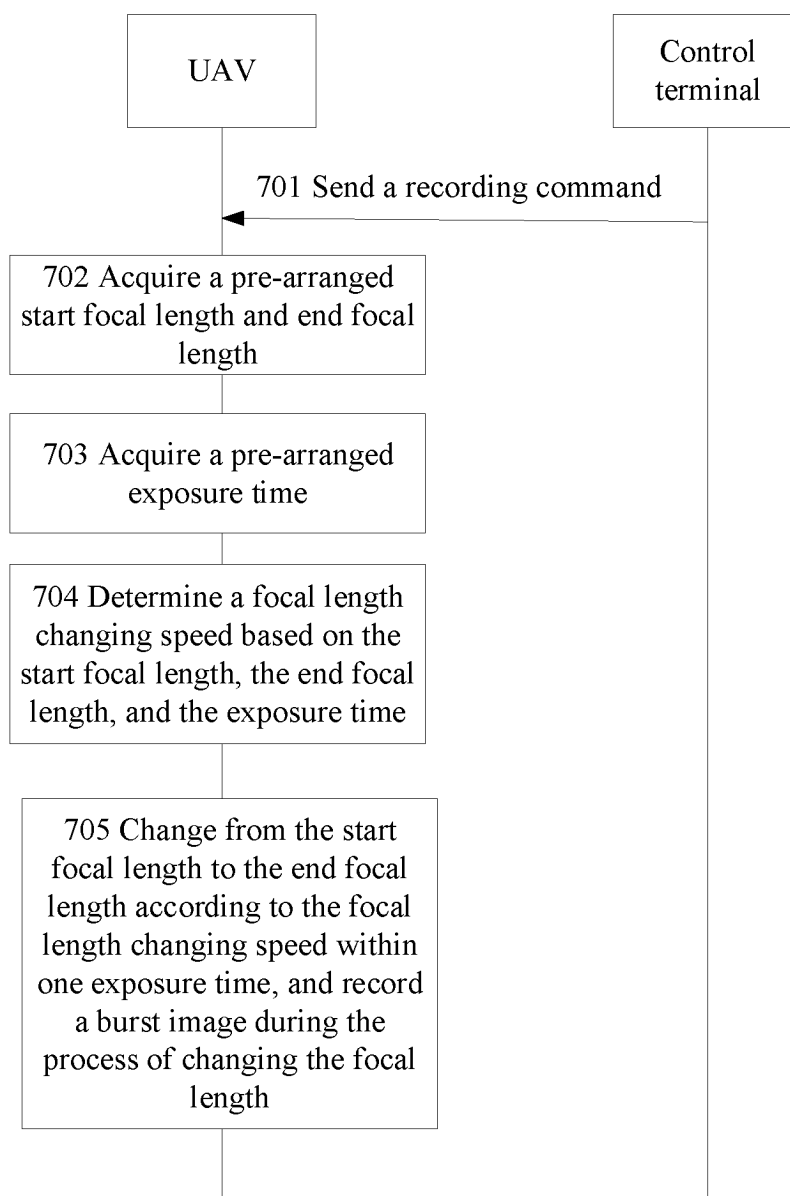 UAV
Control
terminal
701 Send a recording command
702 Acquire a pre-arranged
start focal length and end focal
length
703 Acquire a pre-arranged
exposure time
704 Determine a focal length
changing speed based on the
start focal length, the end focal
length, and the exposure time
705 Change from the start
focal length to the end focal
length according to the focal
length changing speed within
one exposure time, and record
a burst image during the
process of changing the focal
length